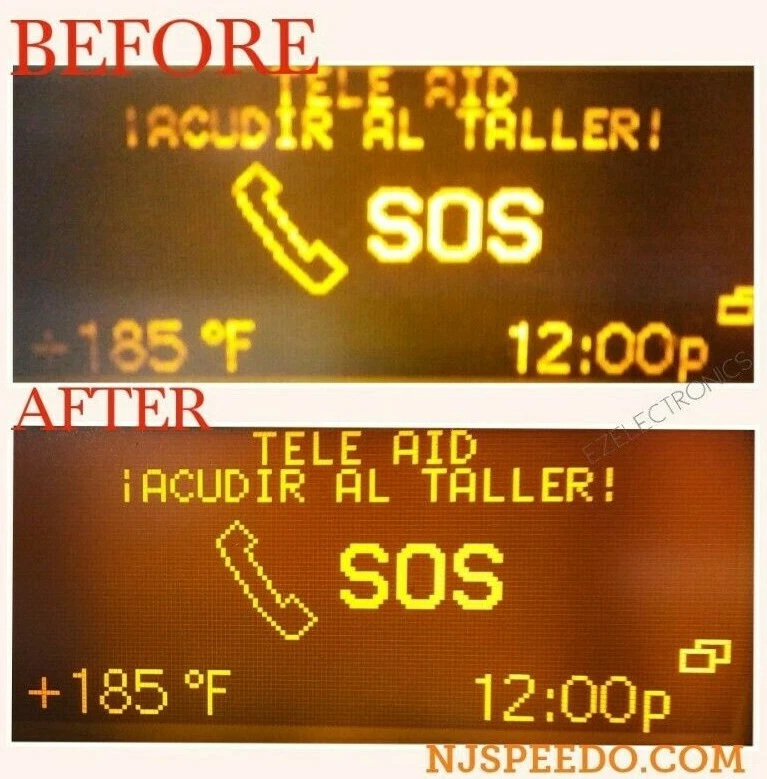 BEFORE
TELE AID
¡ACUDIR AL TALLER!
SOS
+185 °F 12:00p
AFTER
EZELECTRONICS
TELE AID
¡ACUDIR AL TALLER!
SOS
+185 °F 12:00p
NJSPEEDO.COM